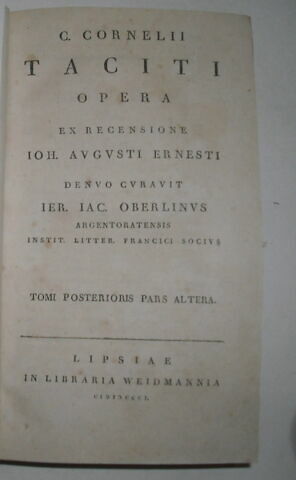 C. CORNELII
TACITI
OPERA
EX RECENSIONE
IOH. AVGVSTI ERNESTI
DENVO CVRAVIT
IER. IAC. OBERLINVS
ARGENTORATENSIS
INSTIT. LITTER. FRANCICI SOCIVS
TOMI POSTERIORIS PARS ALTERA.
LIPSIAE
IN LIBRARIA WEIDMANNIA